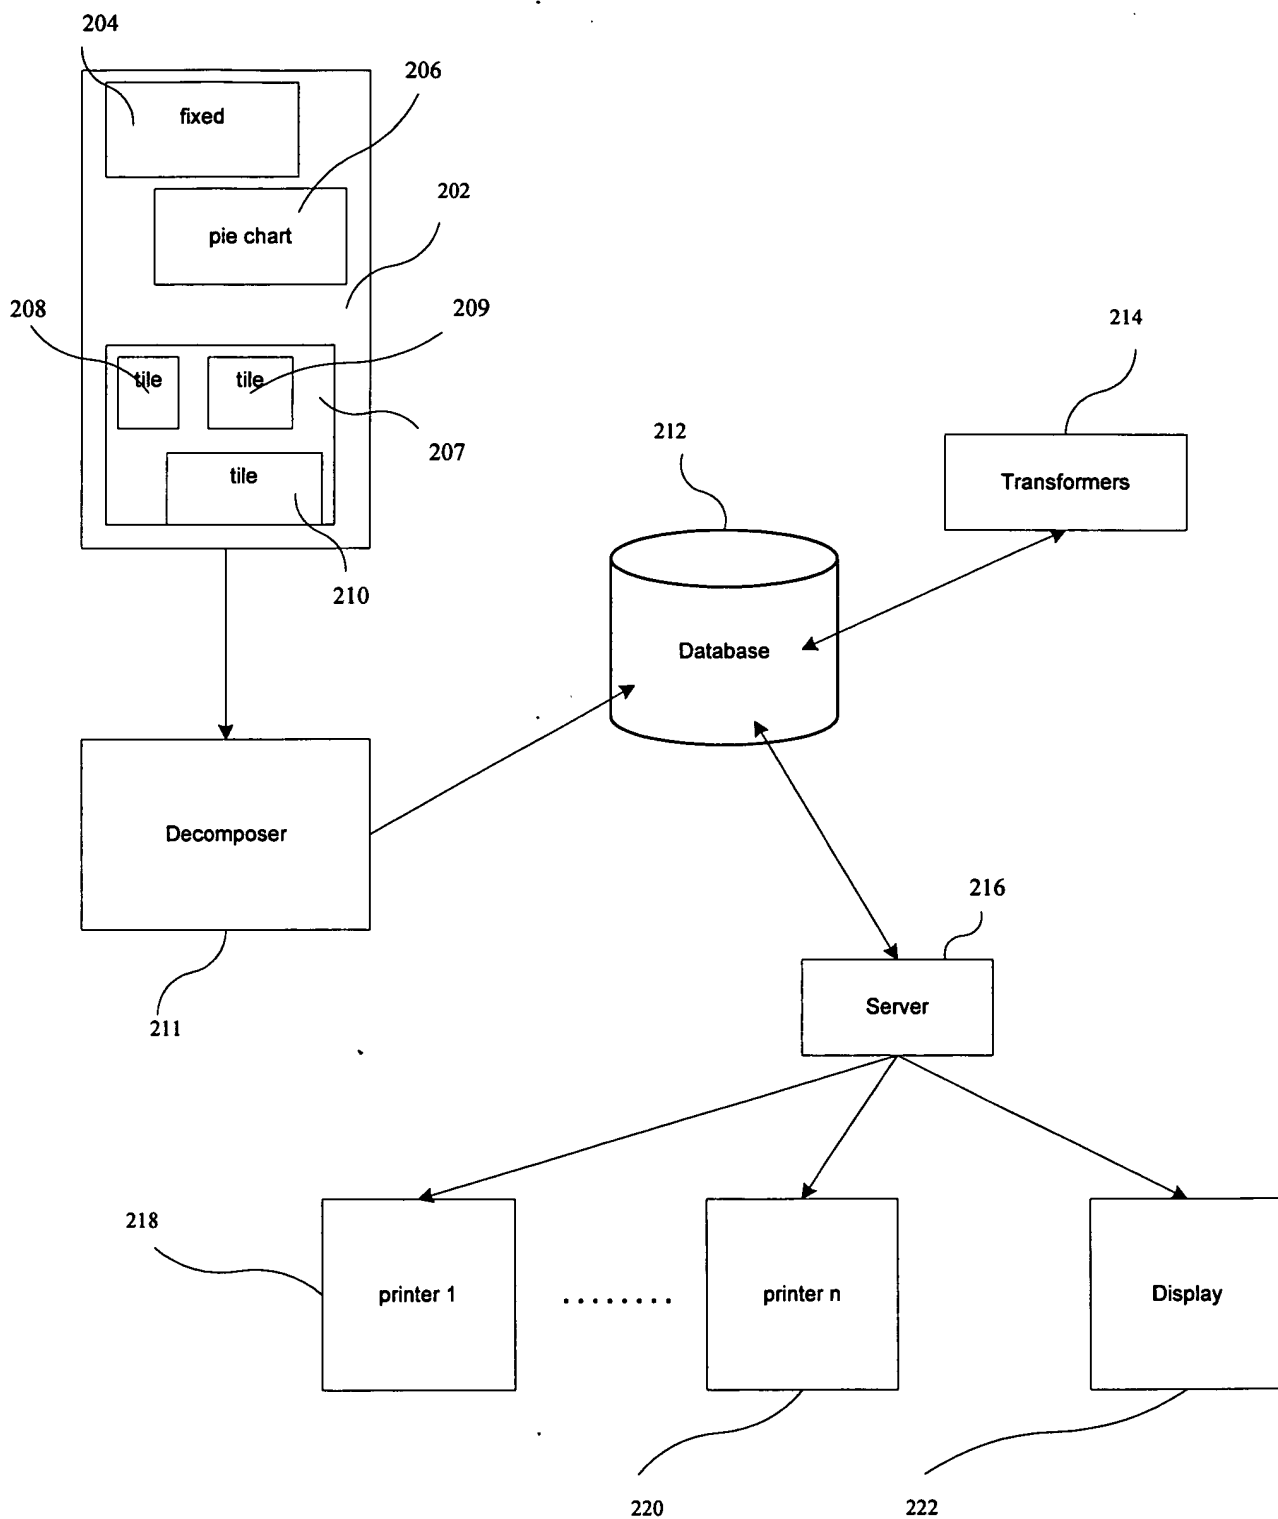 204
fixed
206
pie chart
202
208
209
tile
tile
207
tile
210
212
214
Transformers
Database
Decomposer
211
216
Server
218
printer 1
........
printer n
Display
220
222